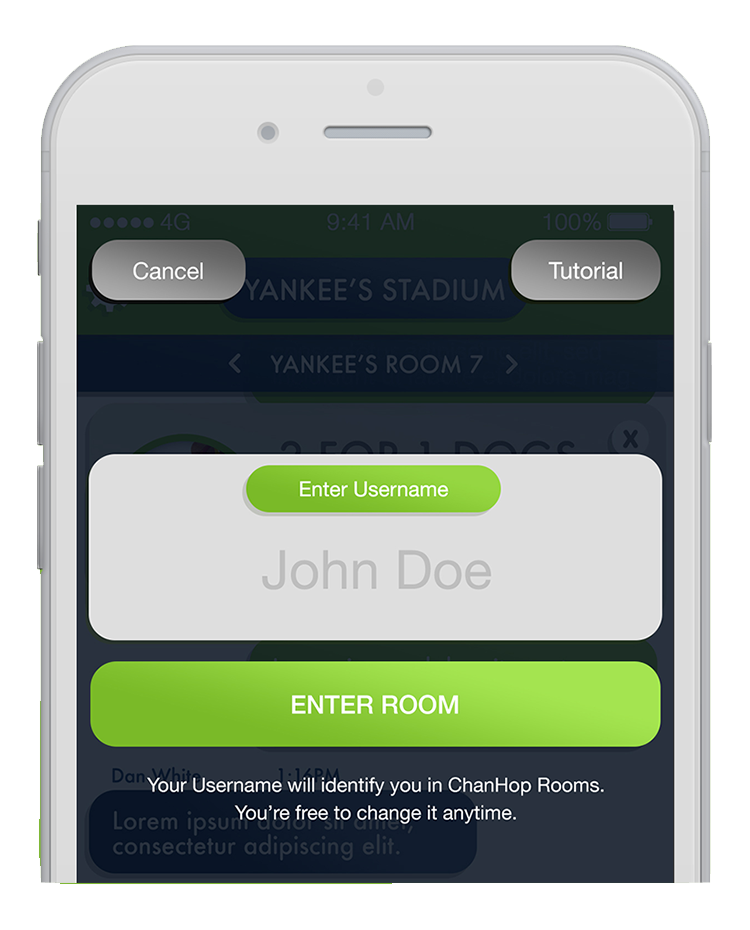 4G 9:41 AM 100%
Cancel
YANKEE'S STADIUM
Tutorial
< YANKEE'S ROOM 7 >
2 FOR 1 DOGS
X
Enter Username
John Doe
ENTER ROOM
Dan White 1:16PM
Your Username will identify you in ChanHop Rooms.
You're free to change it anytime.
Lorem ipsum dolor sit amet,
consectetur adipiscing elit.